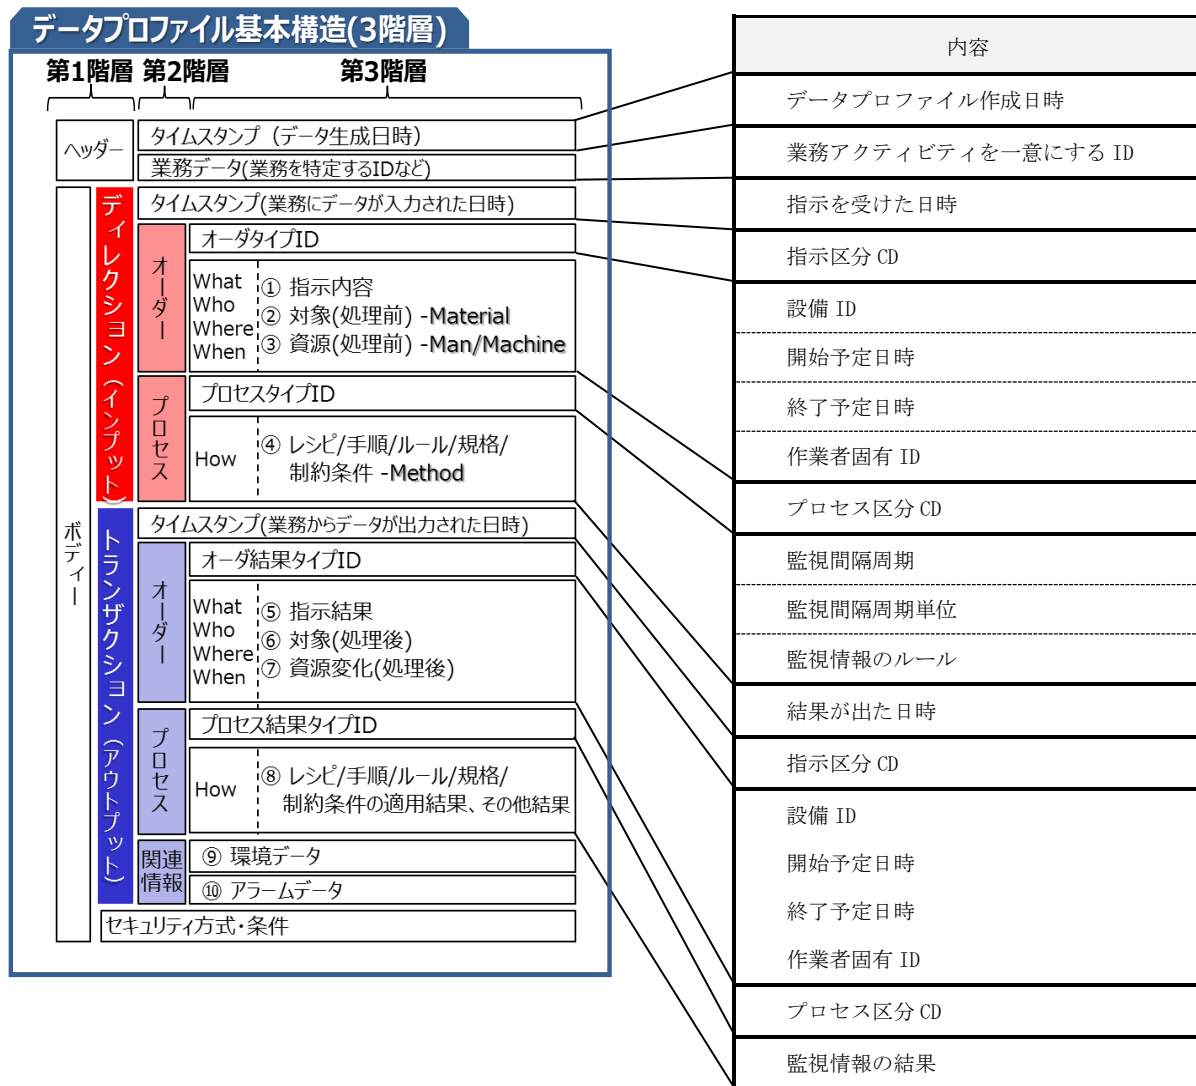 データプロファイル基本構造(3階層)
第1階層 第2階層 第3階層
ヘッダー
タイムスタンプ（データ生成日時）
業務データ(業務を特定するIDなど)
ボディー
ディレクション（インプット）
タイムスタンプ(業務にデータが入力された日時)
オーダー
オーダタイプID
What
Who
Where
When
① 指示内容
② 対象(処理前) -Material
③ 資源(処理前) -Man/Machine
プロセス
プロセスタイプID
How
④ レシピ/手順/ルール/規格/
制約条件 -Method
トランザクション（アウトプット）
タイムスタンプ(業務からデータが出力された日時)
オーダー
オーダ結果タイプID
What
Who
Where
When
⑤ 指示結果
⑥ 対象(処理後)
⑦ 資源変化(処理後)
プロセス
プロセス結果タイプID
How
⑧ レシピ/手順/ルール/規格/
制約条件の適用結果、その他結果
関連
情報
⑨ 環境データ
⑩ アラームデータ
セキュリティ方式・条件
内容
データプロファイル作成日時
業務アクティビティを一意にする ID
指示を受けた日時
指示区分 CD
設備 ID
開始予定日時
終了予定日時
作業者固有 ID
プロセス区分 CD
監視間隔周期
監視間隔周期単位
監視情報のルール
結果が出た日時
指示区分 CD
設備 ID
開始予定日時
終了予定日時
作業者固有 ID
プロセス区分 CD
監視情報の結果